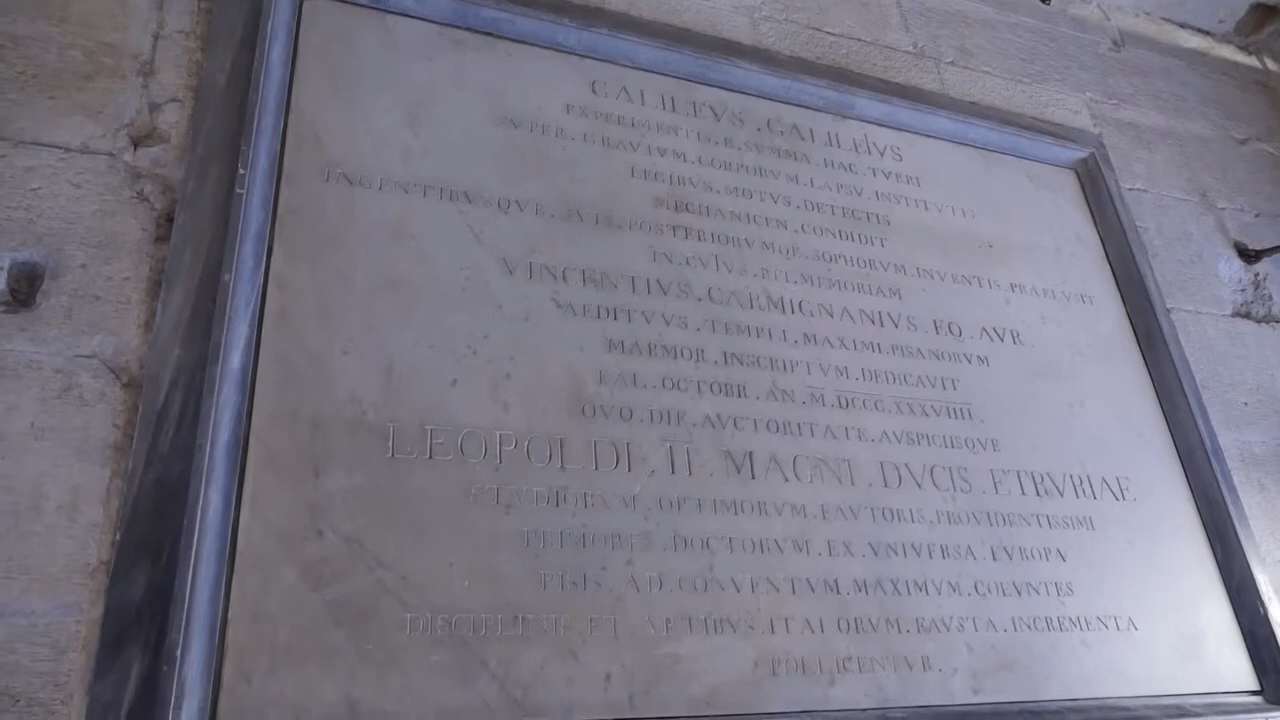 GALILEVS . GALILEIVS
EXPERIMENTIS . E . SVMMA . HAC . TVRRI
SVPER . GRAVIVM . CORPORVM . LAPSV . INSTITVTIS
LEGIBVS . MOTVS . DETECTIS
MECHANICEN . CONDIDIT
INGENTIBVSQVE . SVIS . POSTERIORVMQE . SOPHORVM . INVENTIS . PRAELVSIT
IN . CVIVS . REI . MEMORIAM
VINCENTIVS . CARMIGNANIVS . EQ . AVR .
AEDITVVS . TEMPLI . MAXIMI . PISANORVM
MARMOR . INSCRIPTVM . DEDICAVIT
KAL . OCTOBR . AN . M . DCCC . XXXVIIII .
QVO . DIE . AVCTORITATE . AVSPICIISQVE
LEOPOLDI . II . MAGNI . DVCIS . ETRVRIAE
STVDIORVM . OPTIMORVM . FAVTORIS . PROVIDENTISSIMI
PRIMORES . DOCTORVM . EX . VNIVERSA . EVROPA
PISIS . AD . CONVENTVM . MAXIMVM . COEVNTES
DISCIPLINIS . ET . ARTIBVS . ITALORVM . FAVSTA . INCREMENTA
POLLICENTVR .